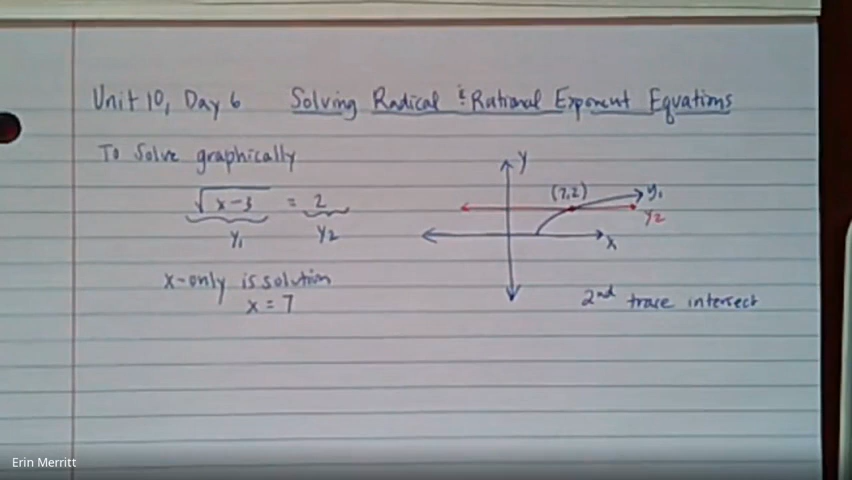 Unit 10, Day 6 Solving Radical & Rational Exponent Equations
To Solve graphically
√x-3 = 2
y₁ y₂
x-only is solution
x = 7
y
(7,2)
y₁
y₂
x
2nd trace intersect
Erin Merritt